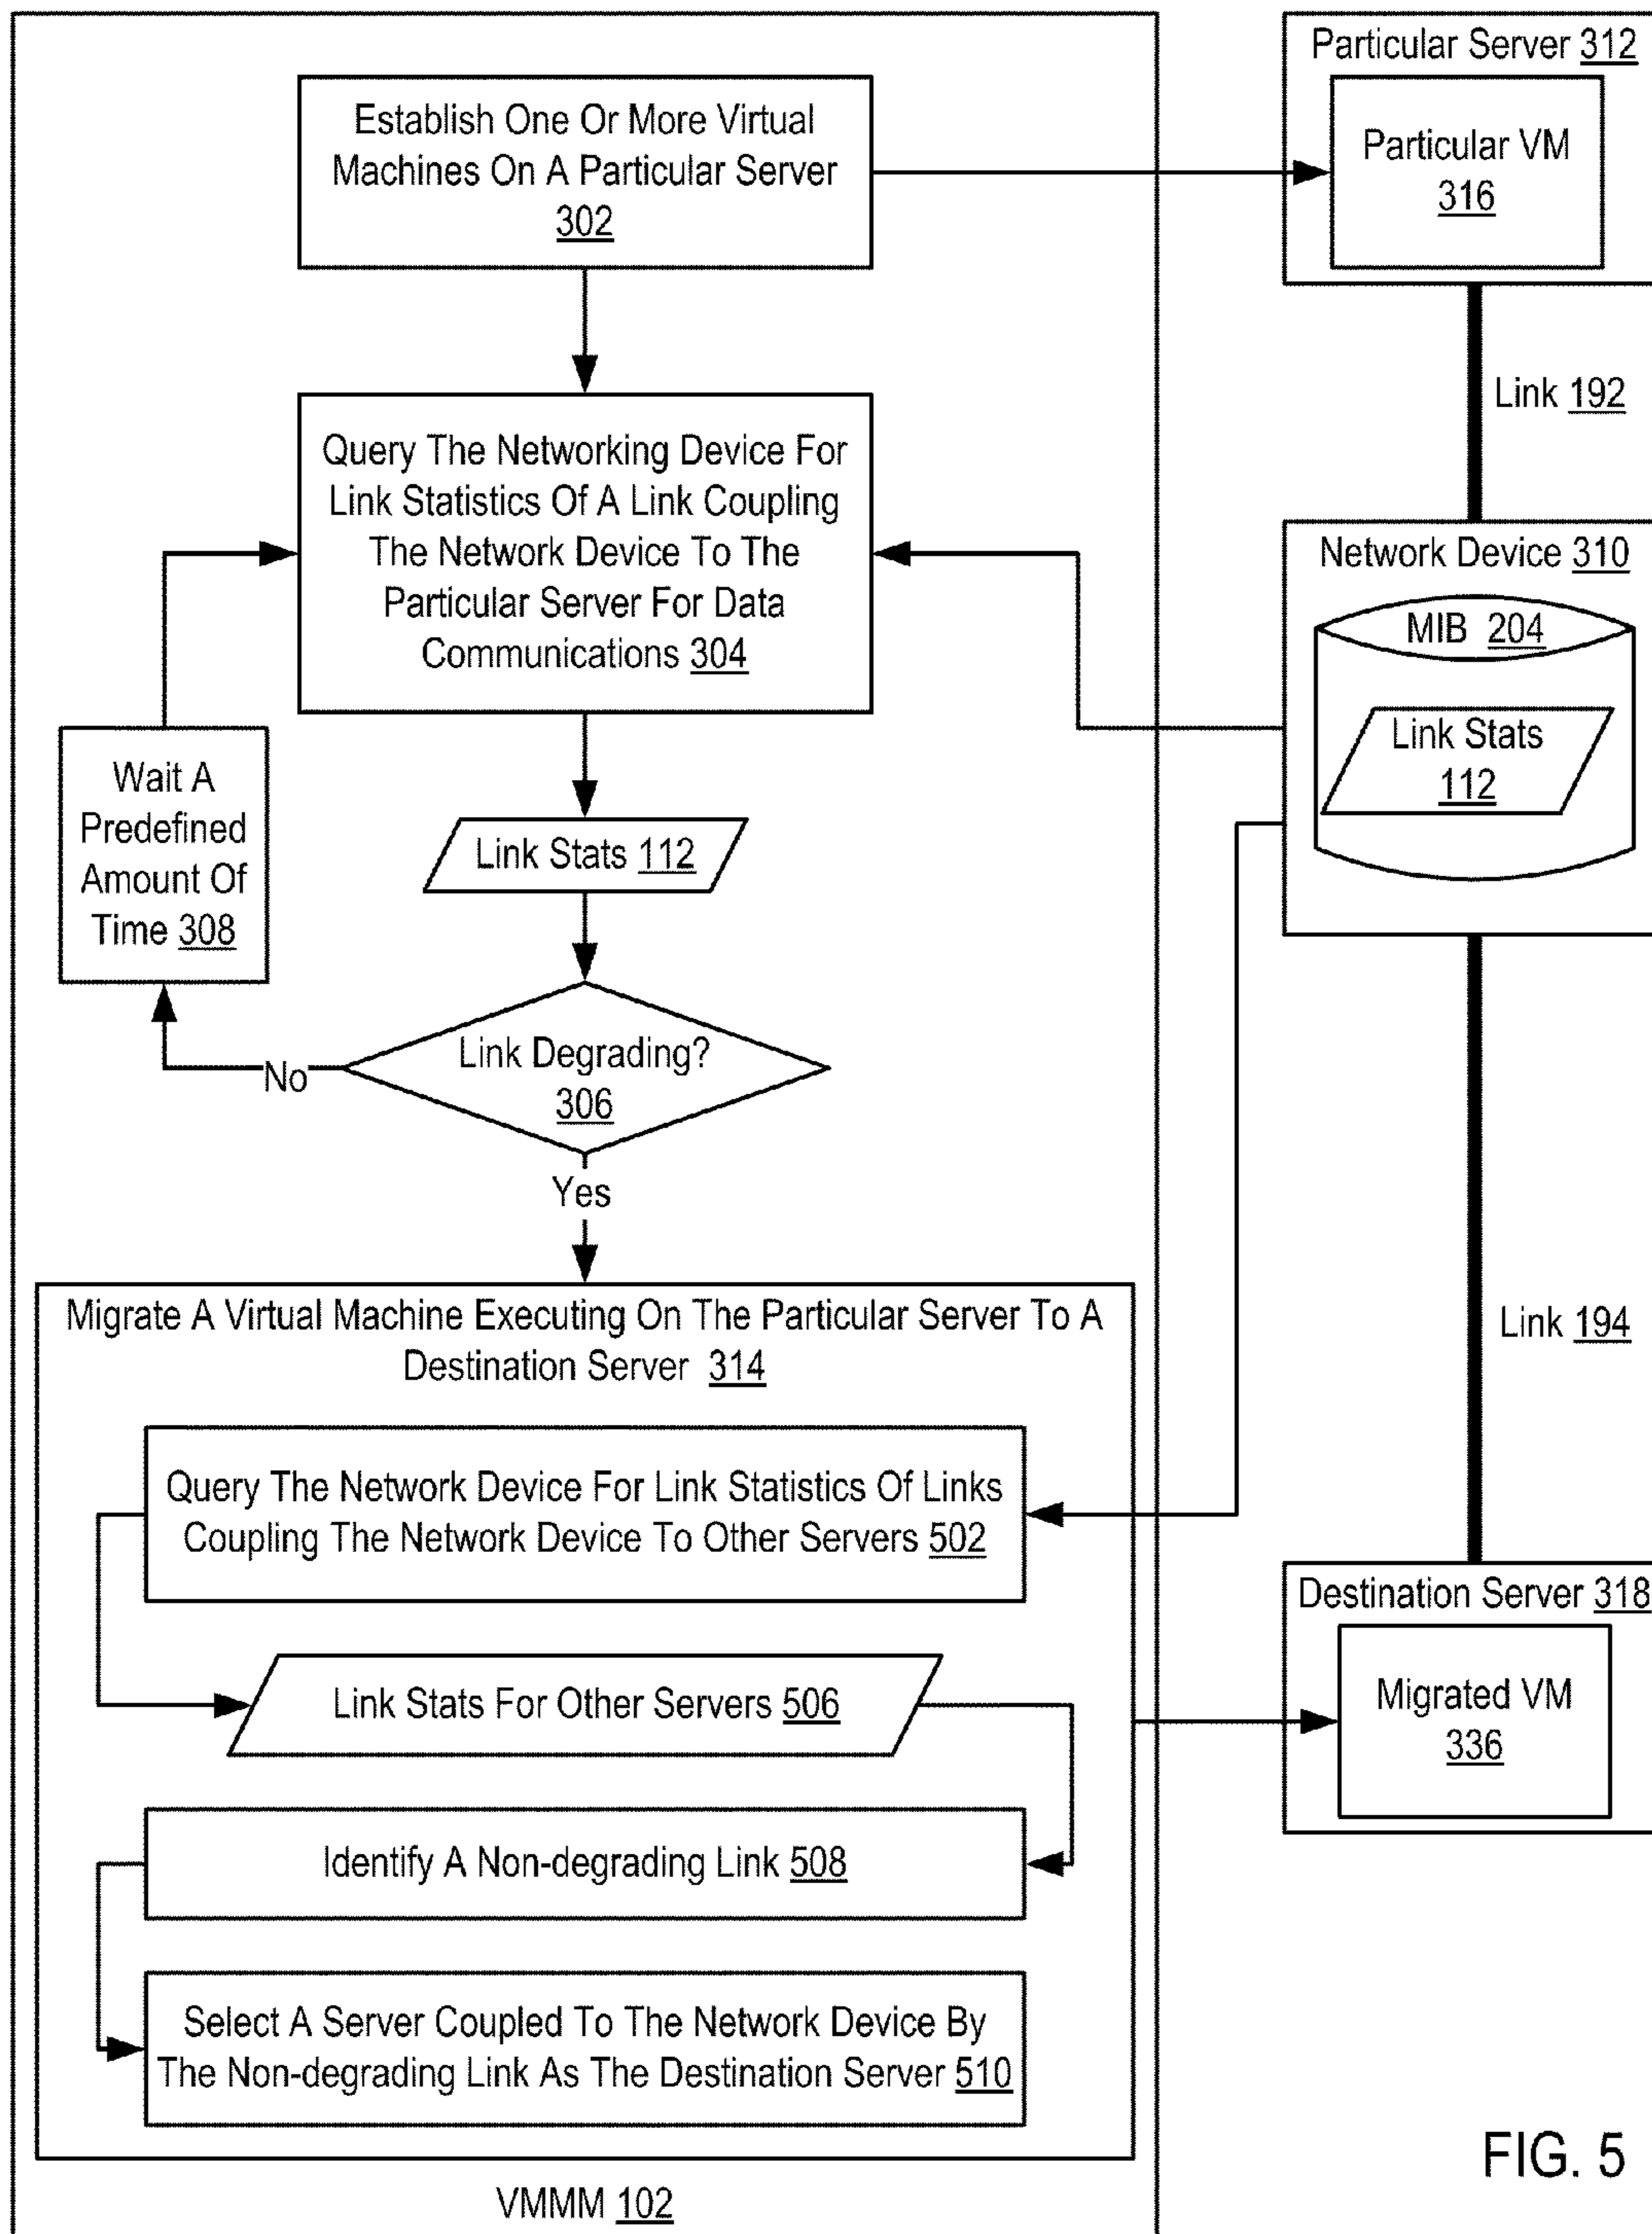 Establish One Or More Virtual
Machines On A Particular Server
302
Particular Server 312
Particular VM
316
Link 192
Query The Networking Device For
Link Statistics Of A Link Coupling
The Network Device To The
Particular Server For Data
Communications 304
Network Device 310
MIB 204
Link Stats
112
Wait A
Predefined
Amount Of
Time 308
Link Stats 112
Link Degrading?
306
No
Yes
Migrate A Virtual Machine Executing On The Particular Server To A
Destination Server 314
Link 194
Query The Network Device For Link Statistics Of Links
Coupling The Network Device To Other Servers 502
Link Stats For Other Servers 506
Identify A Non-degrading Link 508
Select A Server Coupled To The Network Device By
The Non-degrading Link As The Destination Server 510
Destination Server 318
Migrated VM
336
VMMM 102
FIG. 5